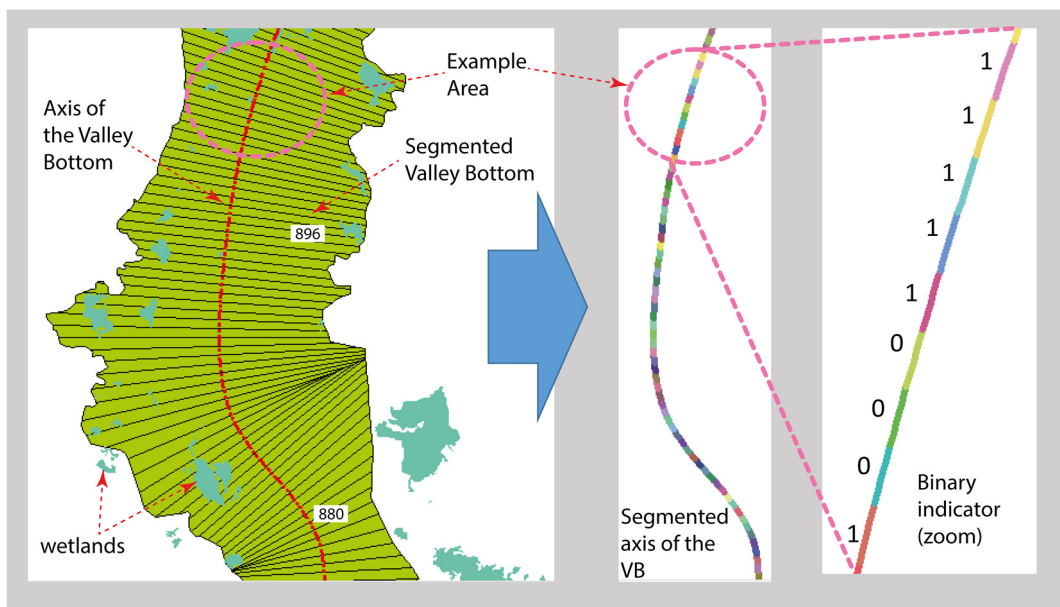 Axis of
the Valley
Bottom
Example
Area
Segmented
Valley Bottom
896
880
wetlands
Segmented
axis of the
VB
1
1
1
1
1
0
0
0
1
Binary
indicator
(zoom)